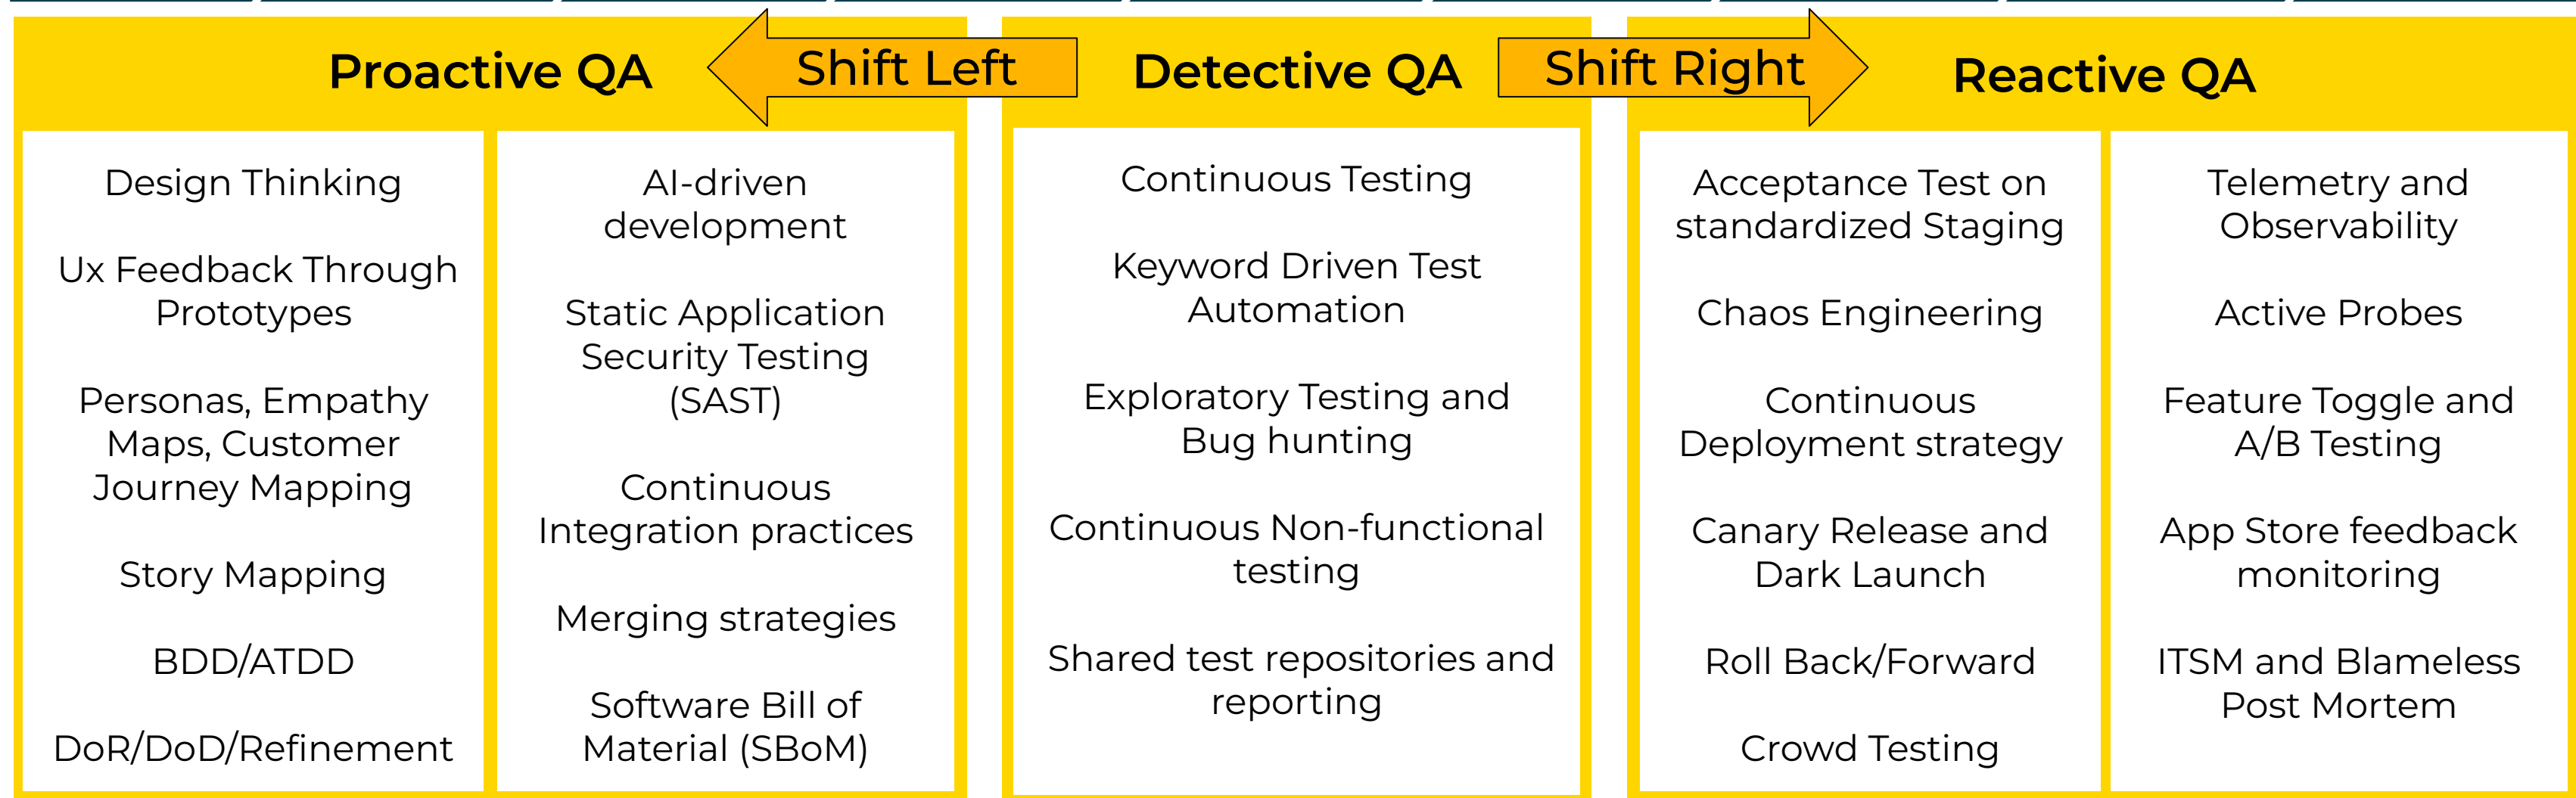 Proactive QA
Shift Left
Detective QA
Shift Right
Reactive QA
Design Thinking
Ux Feedback Through
Prototypes
Personas, Empathy
Maps, Customer
Journey Mapping
Story Mapping
BDD/ATDD
DoR/DoD/Refinement
AI-driven
development
Static Application
Security Testing
(SAST)
Continuous
Integration practices
Merging strategies
Software Bill of
Material (SBoM)
Continuous Testing
Keyword Driven Test
Automation
Exploratory Testing and
Bug hunting
Continuous Non-functional
testing
Shared test repositories and
reporting
Acceptance Test on
standardized Staging
Chaos Engineering
Continuous
Deployment strategy
Canary Release and
Dark Launch
Roll Back/Forward
Crowd Testing
Telemetry and
Observability
Active Probes
Feature Toggle and
A/B Testing
App Store feedback
monitoring
ITSM and Blameless
Post Mortem